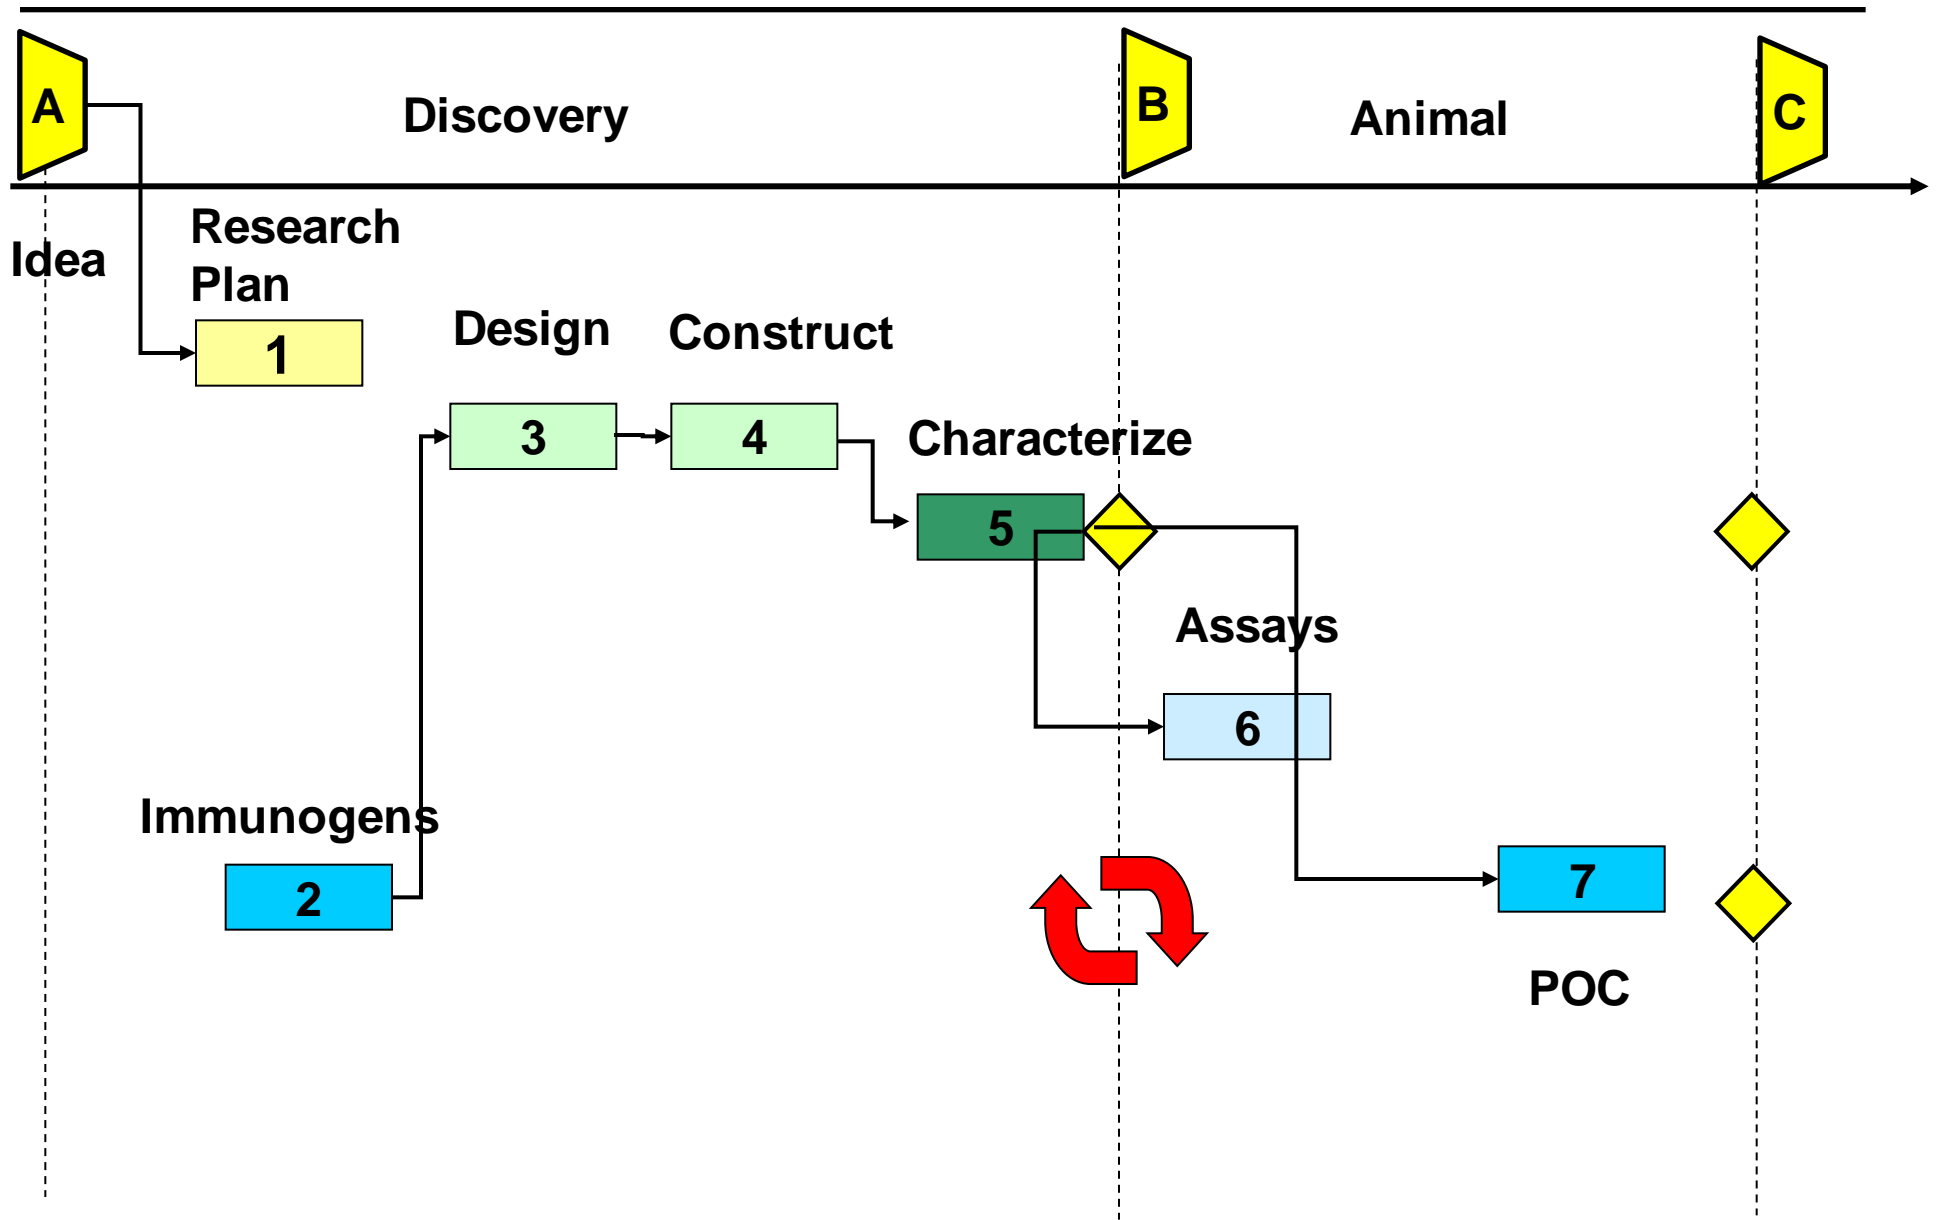 A
Discovery
B
Animal
C
Idea
Research
Plan
1
Design
Construct
3
4
Characterize
5
Assays
6
Immunogens
2
7
POC